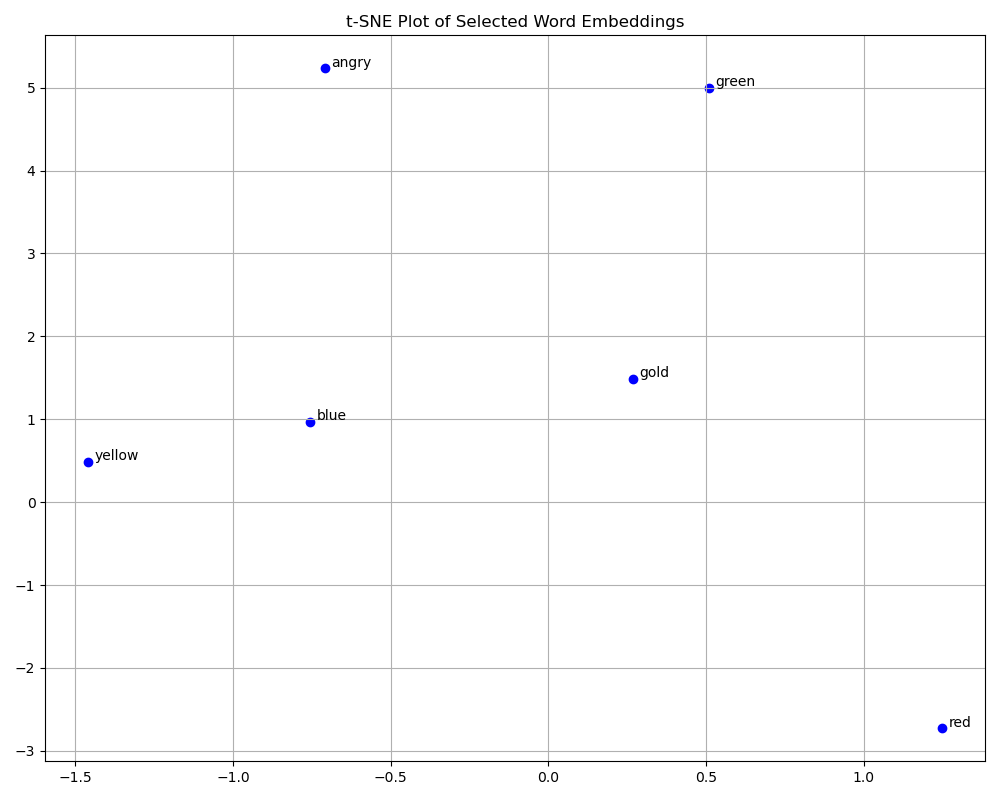 t-SNE Plot of Selected Word Embeddings
angry
green
5
4
3
2
gold
blue
1
yellow
0
−1
−2
red
−3
−1.5 −1.0 −0.5 0.0 0.5 1.0